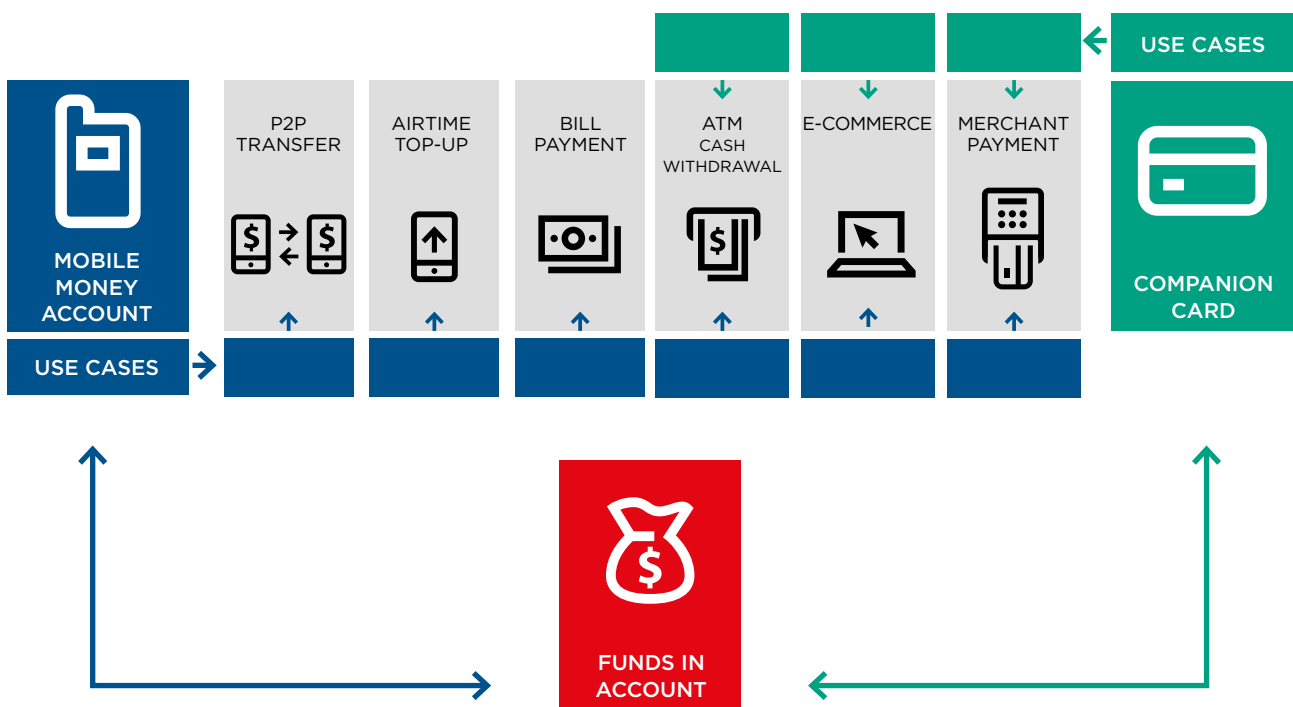 USE CASES
MOBILE
MONEY
ACCOUNT
P2P
TRANSFER
AIRTIME
TOP-UP
BILL
PAYMENT
ATM
CASH
WITHDRAWAL
E-COMMERCE
MERCHANT
PAYMENT
COMPANION
CARD
USE CASES
$
$
$
$
FUNDS IN
ACCOUNT